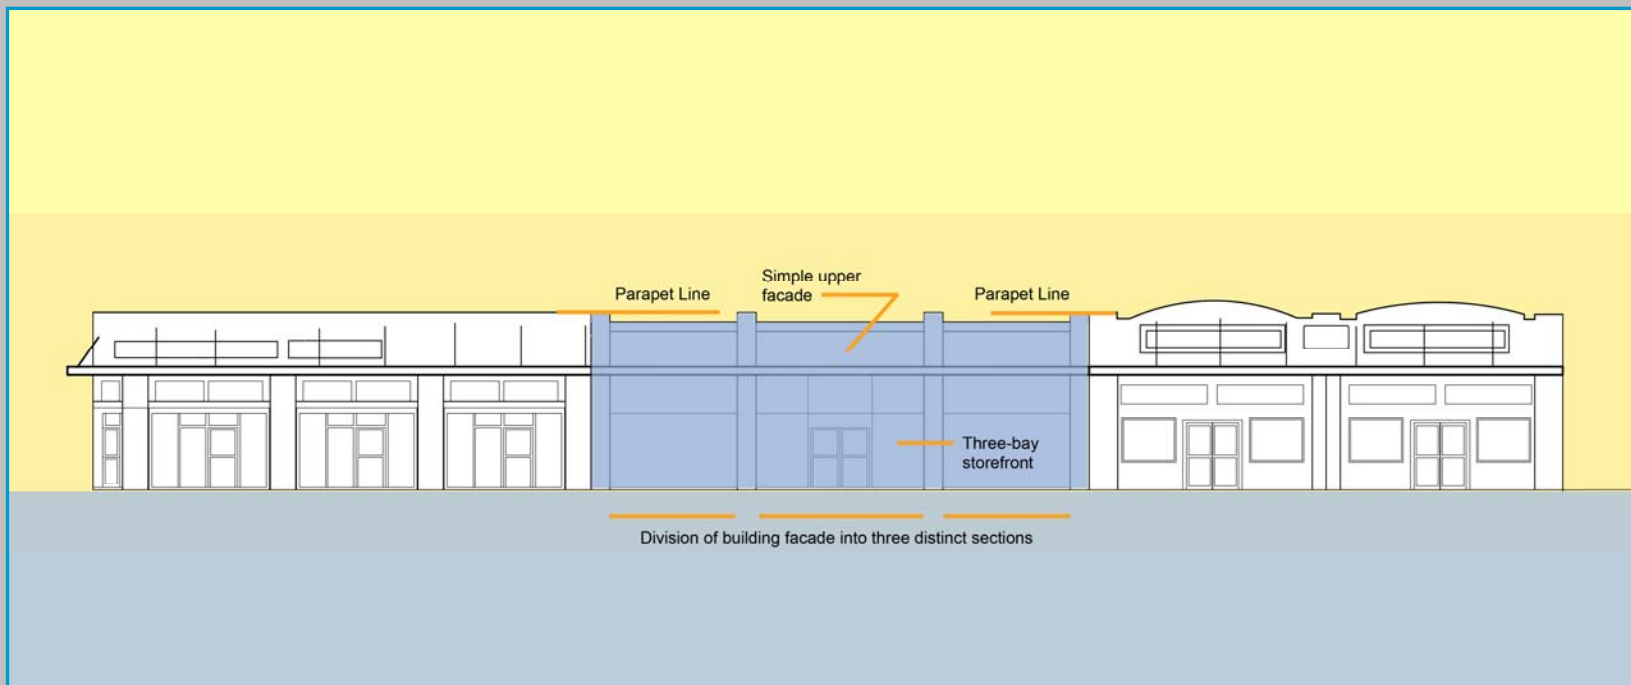 Simple upper
facade
Parapet Line
Parapet Line
Three-bay
storefront
Division of building facade into three distinct sections